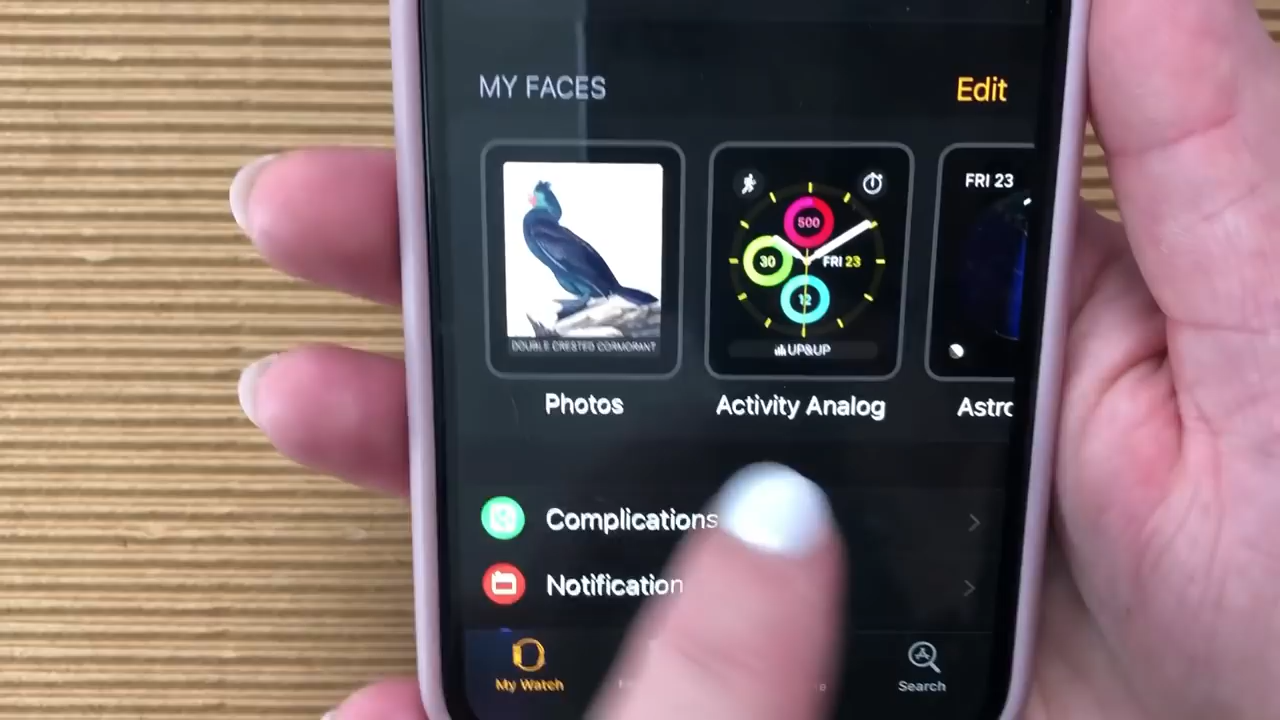 MY FACES Edit
DOUBLE CRESTED CORMORANT
500
30
FRI 23
12
UP&UP
FRI 23
Photos
Activity Analog
Astro
Complications
Notification
My Watch
Search